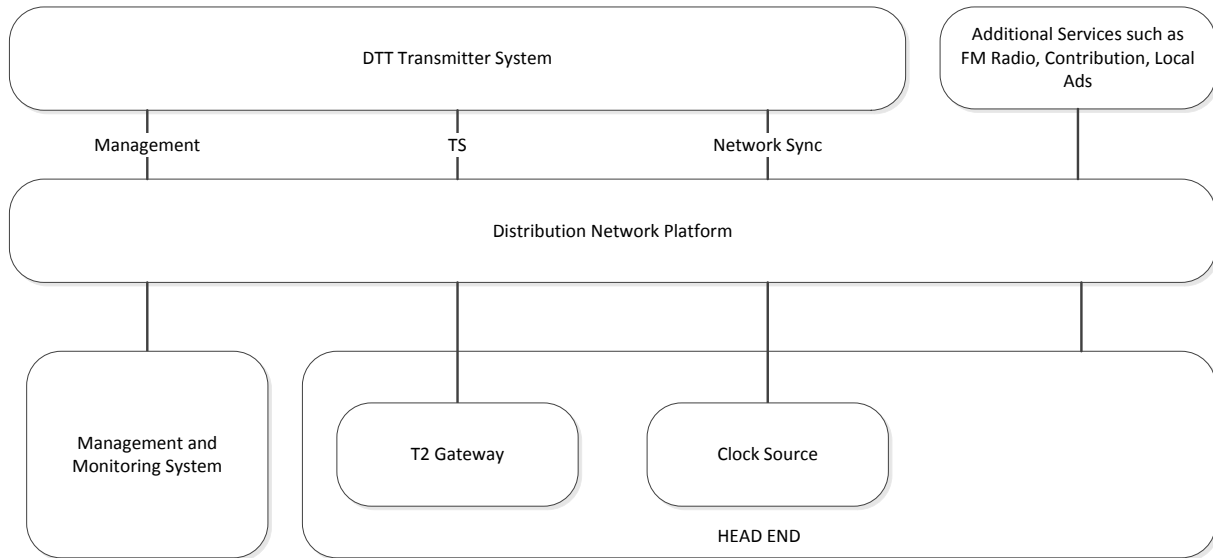 DTT Transmitter System
Additional Services such as
FM Radio, Contribution, Local
Ads
Management
TS
Network Sync
Distribution Network Platform
Management and
Monitoring System
T2 Gateway
Clock Source
HEAD END